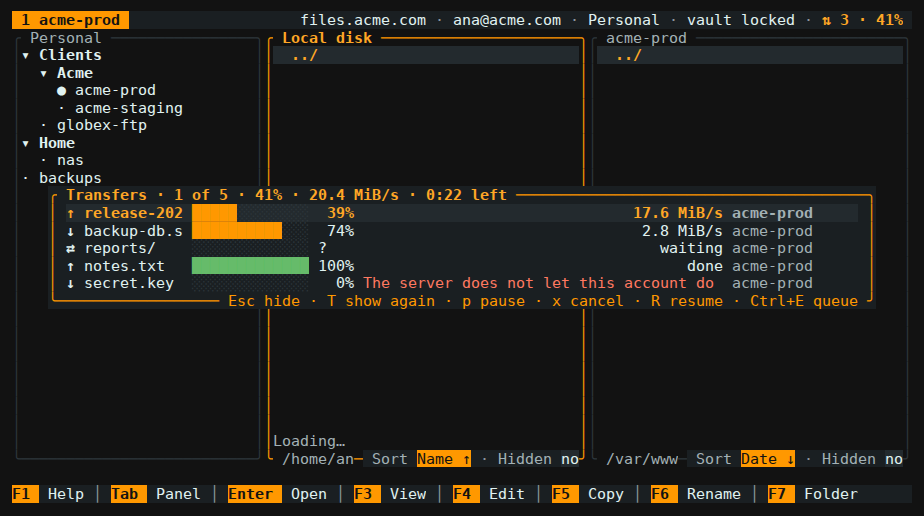 1 acme-prod files.acme.com · ana@acme.com · Personal · vault locked · ⇅ 3 · 41%
Personal Local disk acme-prod
▾ Clients ../ ../
▾ Acme
● acme-prod
· acme-staging
· globex-ftp
▾ Home
· nas
· backups
Transfers · 1 of 5 · 41% · 20.4 MiB/s · 0:22 left
↑ release-202 39% 17.6 MiB/s acme-prod
↓ backup-db.s 74% 2.8 MiB/s acme-prod
⇄ reports/ ? waiting acme-prod
↑ notes.txt 100% done acme-prod
↓ secret.key 0% The server does not let this account do acme-prod
Esc hide · T show again · p pause · x cancel · R resume · Ctrl+E queue
Loading…
/home/an Sort Name ↑ · Hidden no /var/www Sort Date ↓ · Hidden no
F1 Help │ Tab Panel │ Enter Open │ F3 View │ F4 Edit │ F5 Copy │ F6 Rename │ F7 Folder